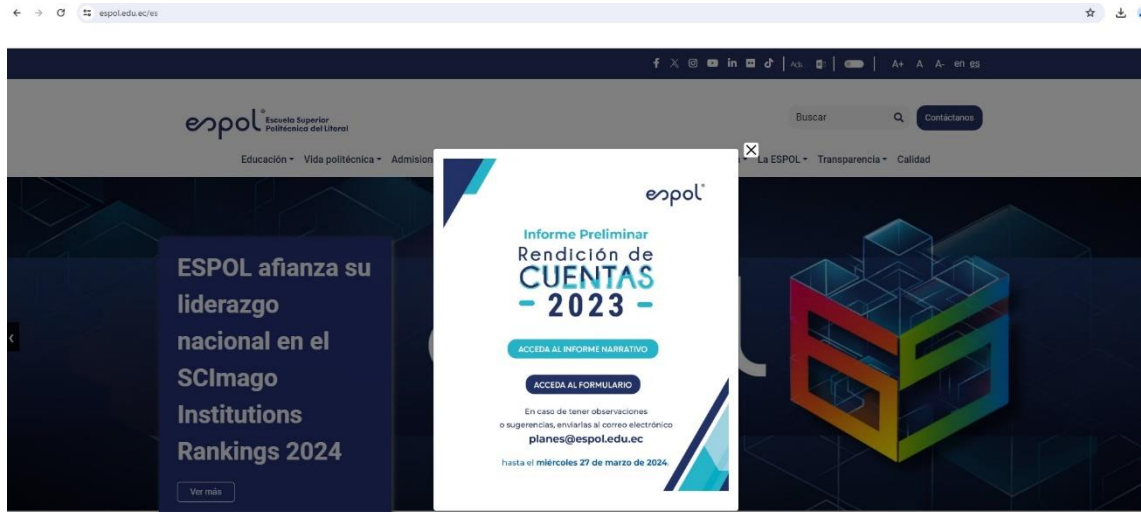 espol.edu.ec/es
Ads
A+ A A- en es
espol
Escuela Superior
Politécnica del Litoral
Buscar
Contáctanos
Educación Vida politécnica Admision La ESPOL Transparencia Calidad
ESPOL afianza su
liderazgo
nacional en el
SCImago
Institutions
Rankings 2024
Ver más
espol
Informe Preliminar
Rendición de
CUENTAS
- 2023 -
ACCEDA AL INFORME NARRATIVO
ACCEDA AL FORMULARIO
En caso de tener observaciones
o sugerencias, enviarlas al correo electrónico
planes@espol.edu.ec
hasta el miércoles 27 de marzo de 2024.
65